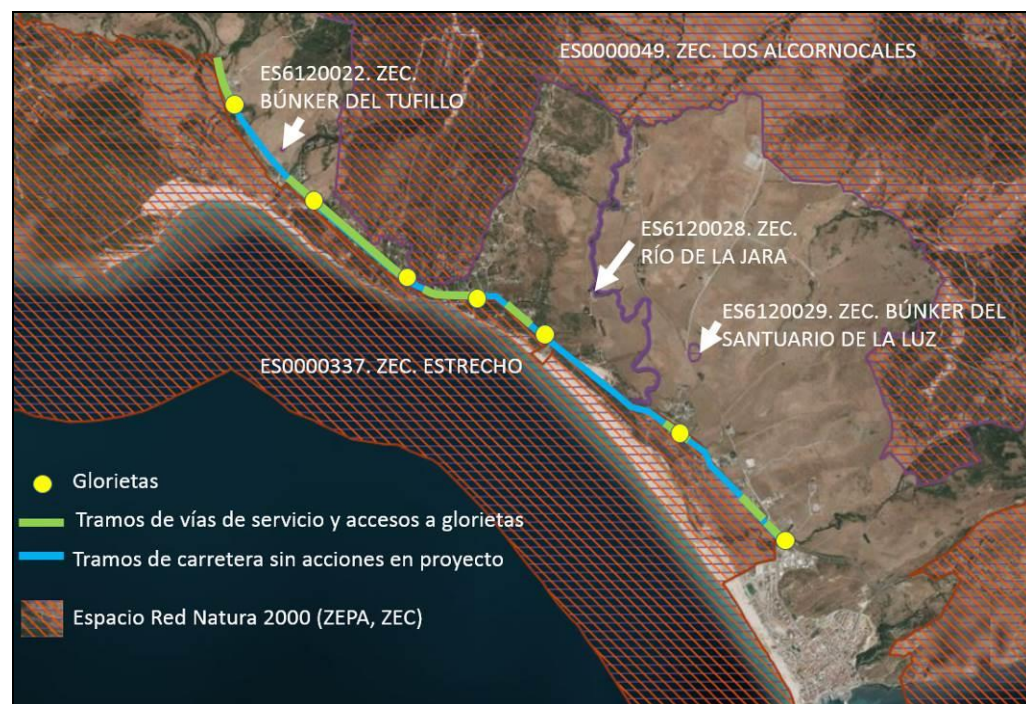 ES0000049. ZEC. LOS ALCORNOCALES
ES6120022. ZEC.
BÚNKER DEL TUFILLO
ES6120028. ZEC.
RÍO DE LA JARA
ES6120029. ZEC. BÚNKER DEL
SANTUARIO DE LA LUZ
ES0000337. ZEC. ESTRECHO
Glorietas
Tramos de vías de servicio y accesos a glorietas
Tramos de carretera sin acciones en proyecto
Espacio Red Natura 2000 (ZEPA, ZEC)